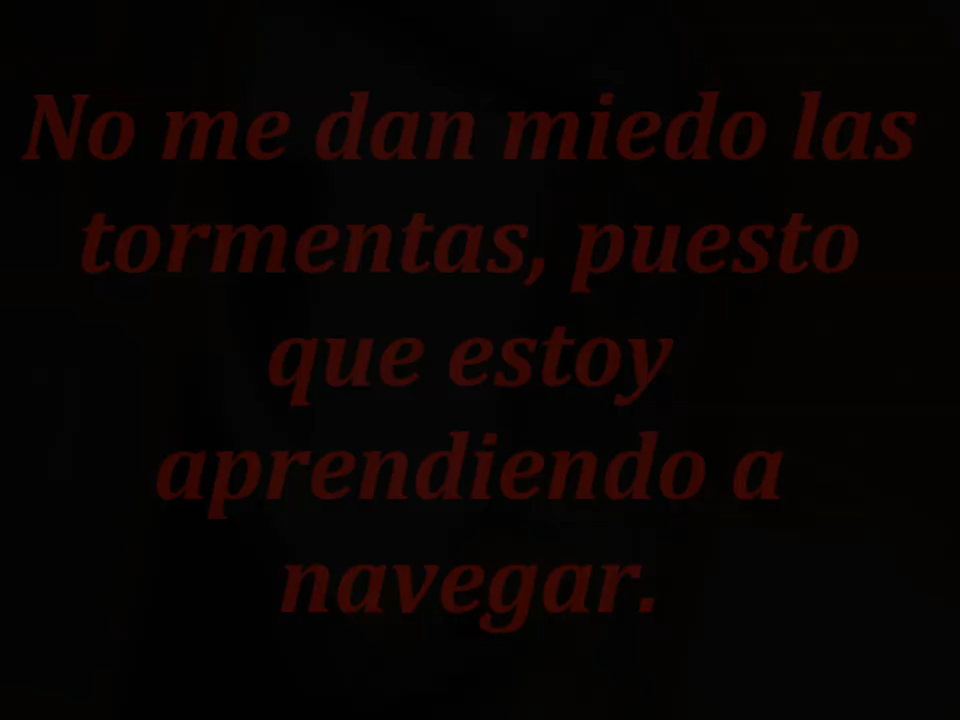 No me dan miedo las
tormentas, puesto
que estoy
aprendiendo a
navegar.